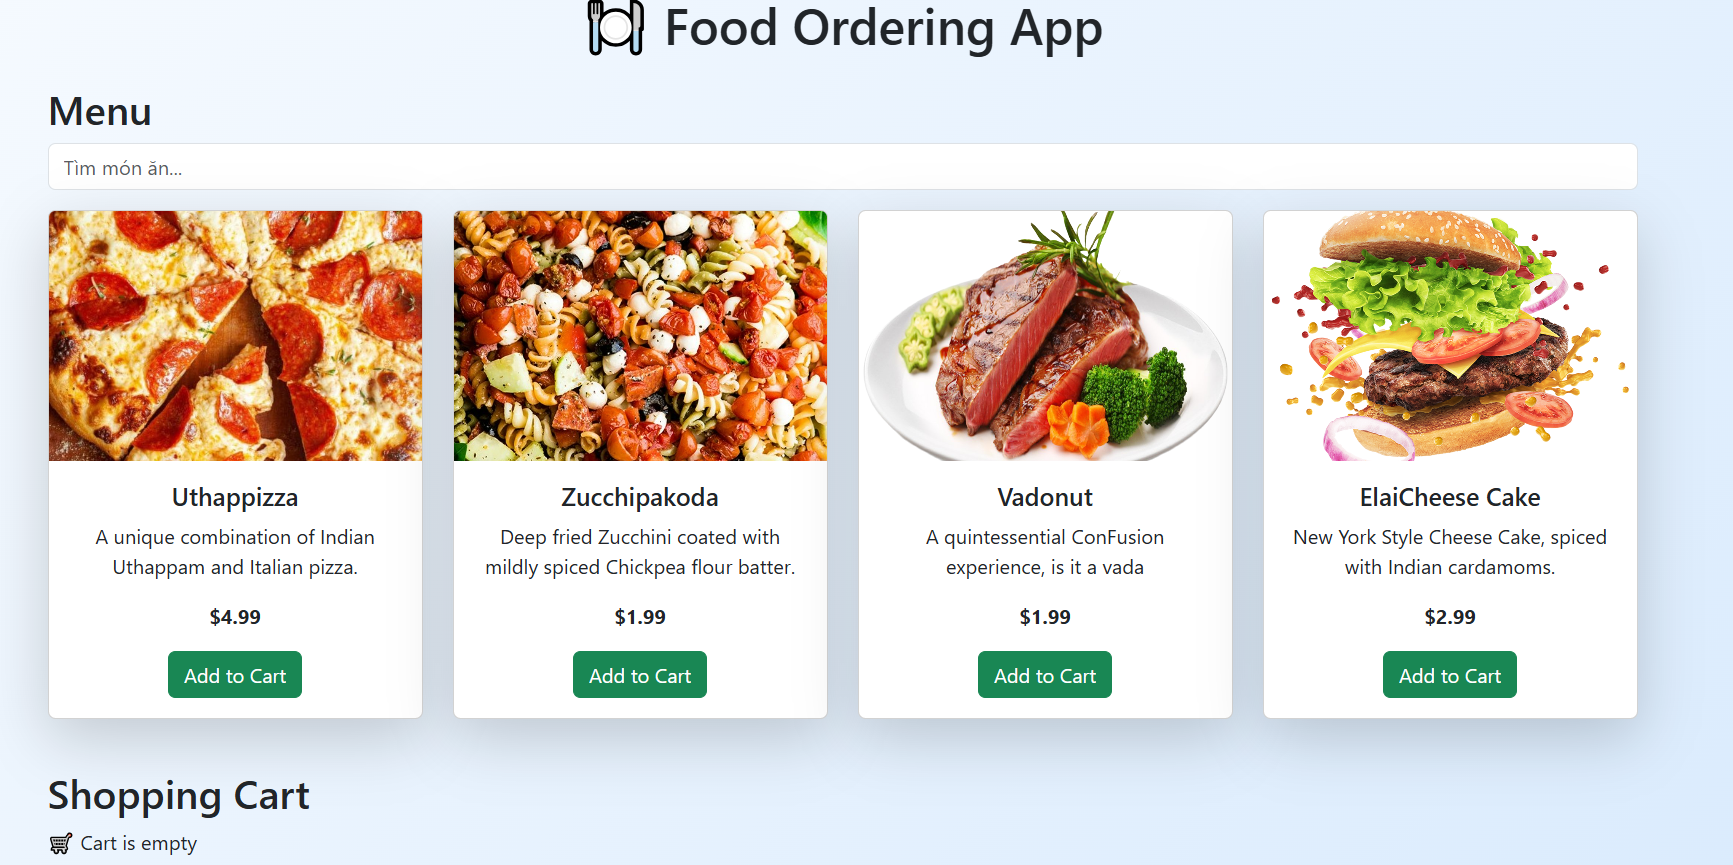 Food Ordering App
Menu
Tìm món ăn...
Uthappizza
A unique combination of Indian
Uthappam and Italian pizza.
$4.99
Add to Cart
Zucchipakoda
Deep fried Zucchini coated with
mildly spiced Chickpea flour batter.
$1.99
Add to Cart
Vadonut
A quintessential ConFusion
experience, is it a vada
$1.99
Add to Cart
ElaiCheese Cake
New York Style Cheese Cake, spiced
with Indian cardamoms.
$2.99
Add to Cart
Shopping Cart
Cart is empty